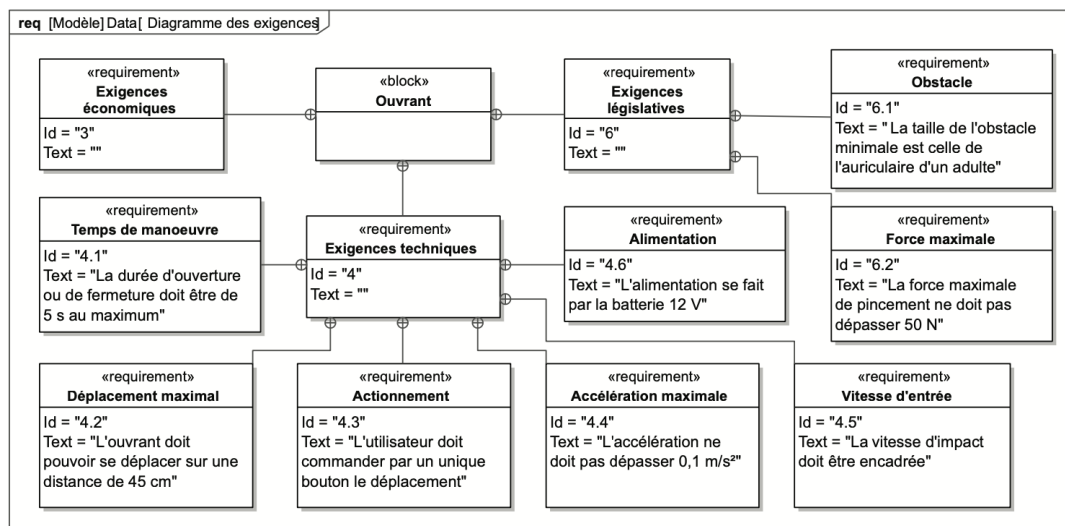 req [Modèle] Data[ Diagramme des exigences]
«requirement»
Exigences
économiques
Id = "3"
Text = ""
«block»
Ouvrant
«requirement»
Exigences
législatives
Id = "6"
Text = ""
«requirement»
Obstacle
Id = "6.1"
Text = " La taille de l'obstacle
minimale est celle de
l'auriculaire d'un adulte"
«requirement»
Temps de manoeuvre
Id = "4.1"
Text = "La durée d'ouverture
ou de fermeture doit être de
5 s au maximum"
«requirement»
Exigences techniques
Id = "4"
Text = ""
«requirement»
Alimentation
Id = "4.6"
Text = "L'alimentation se fait
par la batterie 12 V"
«requirement»
Force maximale
Id = "6.2"
Text = "La force maximale
de pincement ne doit pas
dépasser 50 N"
«requirement»
Déplacement maximal
Id = "4.2"
Text = "L'ouvrant doit
pouvoir se déplacer sur une
distance de 45 cm"
«requirement»
Actionnement
Id = "4.3"
Text = "L'utilisateur doit
commander par un unique
bouton le déplacement"
«requirement»
Accélération maximale
Id = "4.4"
Text = "L'accélération ne
doit pas dépasser 0,1 m/s²"
«requirement»
Vitesse d'entrée
Id = "4.5"
Text = "La vitesse d'impact
doit être encadrée"